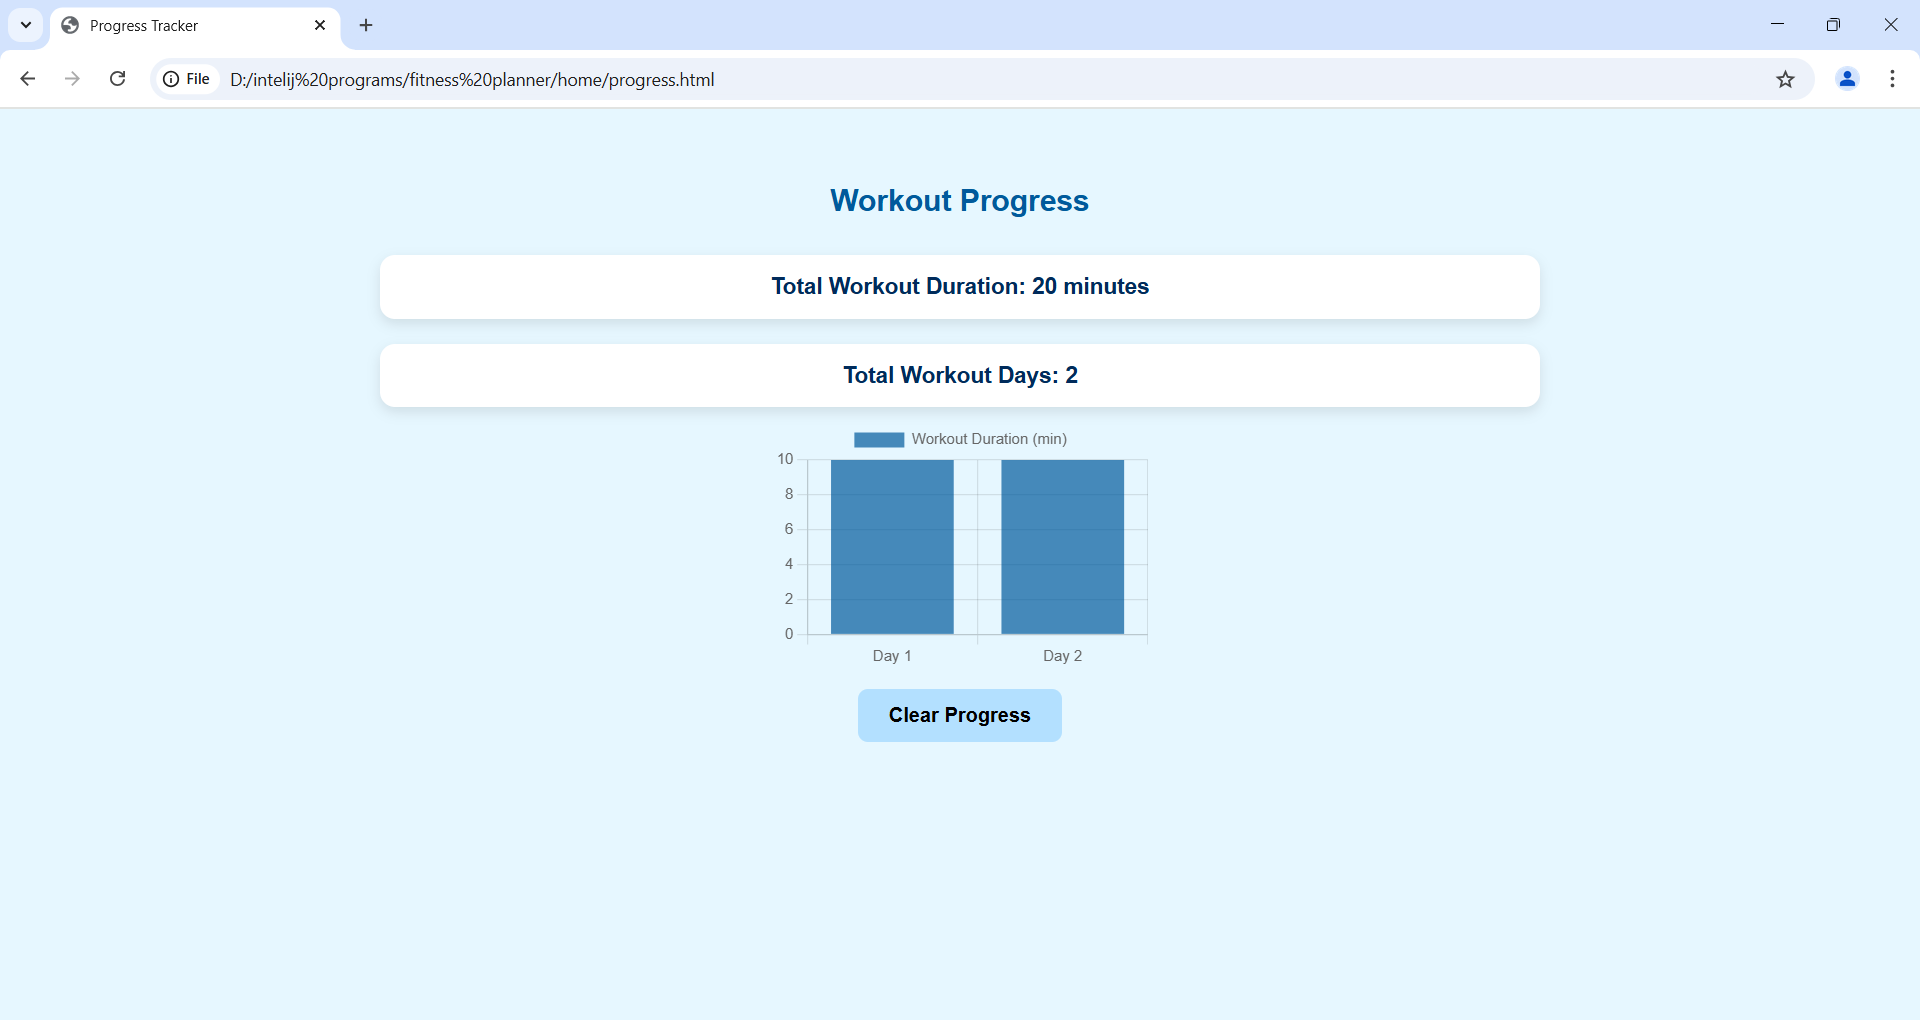 Progress Tracker
File D:/intelij%20programs/fitness%20planner/home/progress.html
Workout Progress
Total Workout Duration: 20 minutes
Total Workout Days: 2
Workout Duration (min)
10
8
6
4
2
0
Day 1 Day 2
Clear Progress